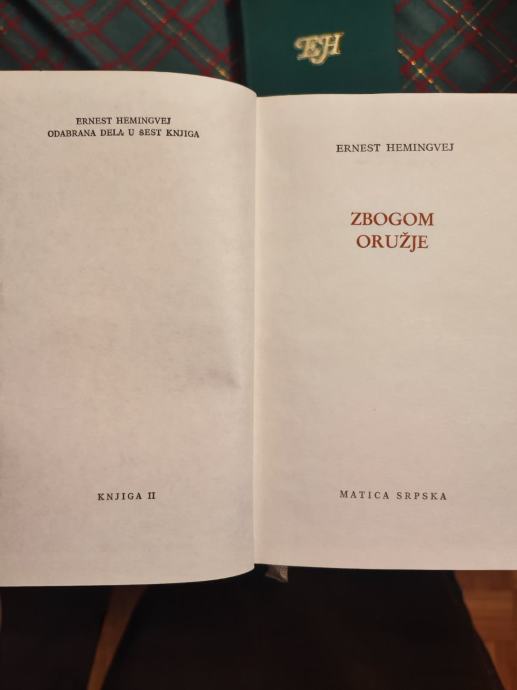 EH
ERNEST HEMINGVEJ
ODABRANA DELA U ŠEST KNJIGA
KNJIGA II
ERNEST HEMINGVEJ
ZBOGOM
ORUŽJE
MATICA SRPSKA